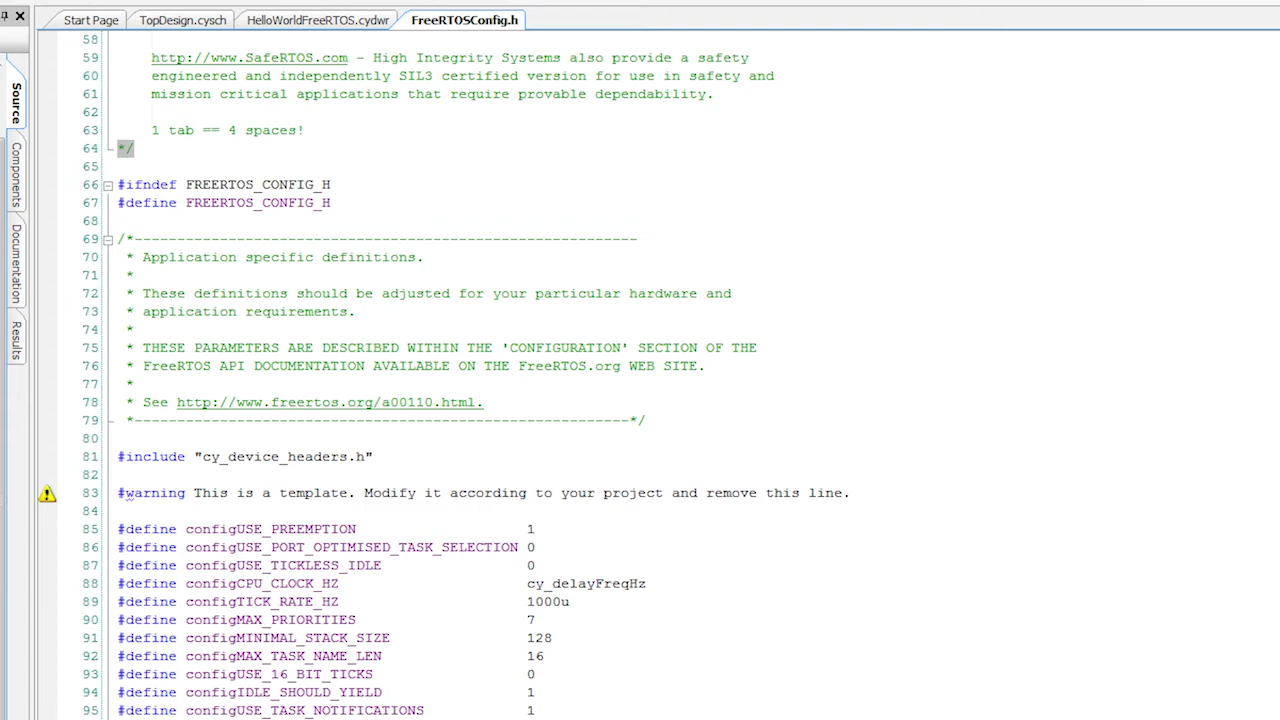 Start Page TopDesign.cysch HelloWorldFreeRTOS.cydwr FreeRTOSConfig.h
Source
Components
Documentation
Results
58
59 http://www.SafeRTOS.com - High Integrity Systems also provide a safety
60 engineered and independently SIL3 certified version for use in safety and
61 mission critical applications that require provable dependability.
62
63 1 tab == 4 spaces!
64 */
65
66 #ifndef FREERTOS_CONFIG_H
67 #define FREERTOS_CONFIG_H
68
69 /*-----------------------------------------------------------
70 * Application specific definitions.
71 *
72 * These definitions should be adjusted for your particular hardware and
73 * application requirements.
74 *
75 * THESE PARAMETERS ARE DESCRIBED WITHIN THE 'CONFIGURATION' SECTION OF THE
76 * FreeRTOS API DOCUMENTATION AVAILABLE ON THE FreeRTOS.org WEB SITE.
77 *
78 * See http://www.freertos.org/a00110.html.
79 *----------------------------------------------------------*/
80
81 #include "cy_device_headers.h"
82
83 #warning This is a template. Modify it according to your project and remove this line.
84
85 #define configUSE_PREEMPTION 1
86 #define configUSE_PORT_OPTIMISED_TASK_SELECTION 0
87 #define configUSE_TICKLESS_IDLE 0
88 #define configCPU_CLOCK_HZ cy_delayFreqHz
89 #define configTICK_RATE_HZ 1000u
90 #define configMAX_PRIORITIES 7
91 #define configMINIMAL_STACK_SIZE 128
92 #define configMAX_TASK_NAME_LEN 16
93 #define configUSE_16_BIT_TICKS 0
94 #define configIDLE_SHOULD_YIELD 1
95 #define configUSE_TASK_NOTIFICATIONS 1